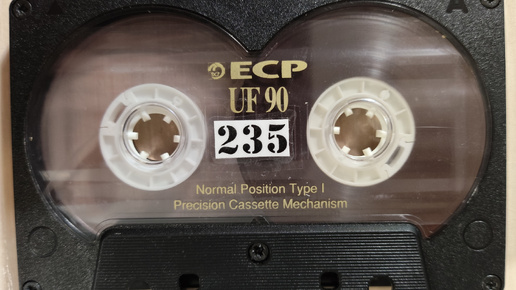 A
ECP
UF 90
235
Normal Position Type I
Precision Cassette Mechanism